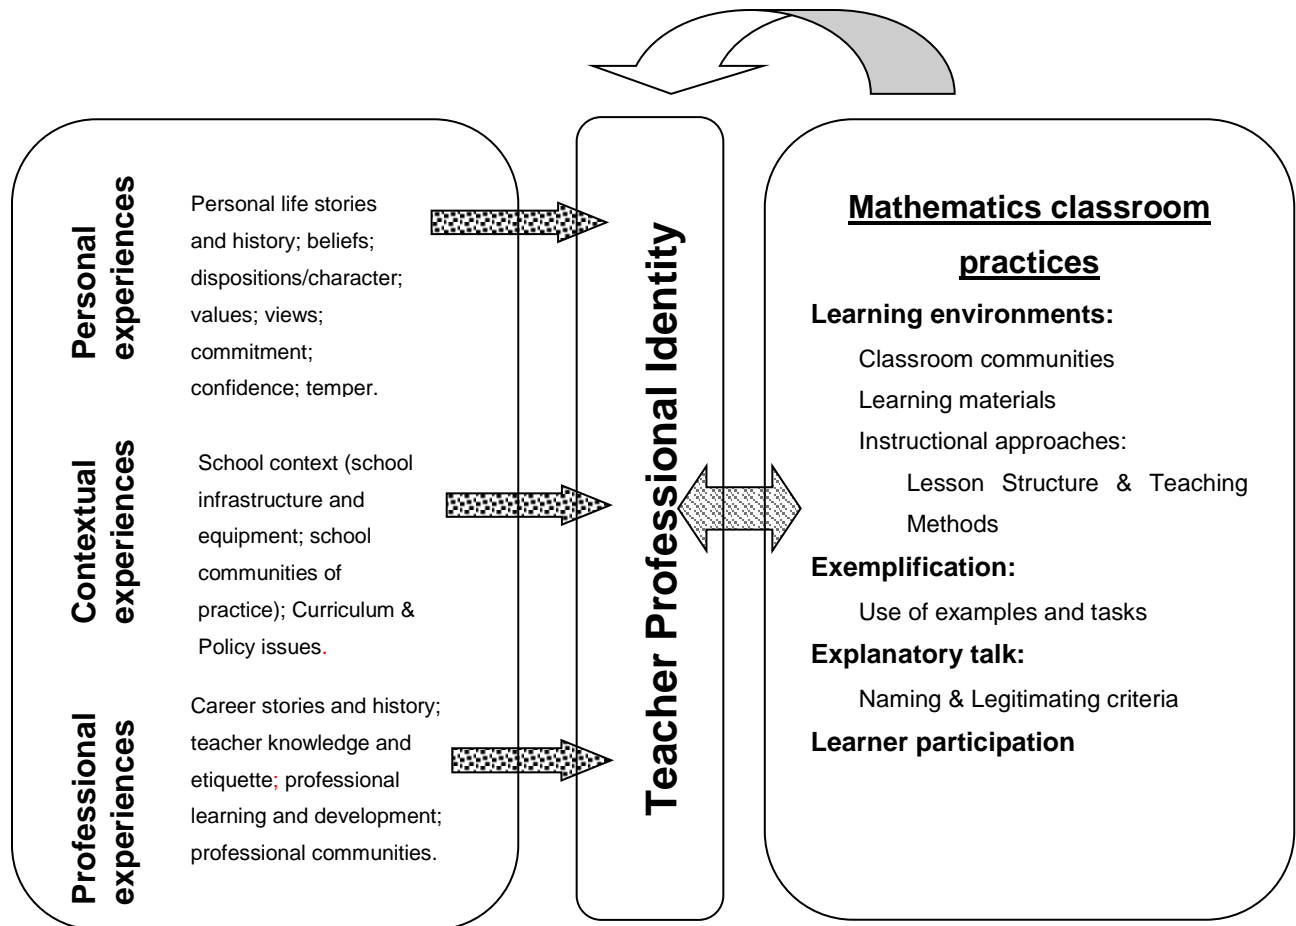 Personal
experiences
Personal life stories
and history; beliefs;
dispositions/character;
values; views;
commitment;
confidence; temper.
Contextual
experiences
School context (school
infrastructure and
equipment; school
communities of
practice); Curriculum &
Policy issues.
Professional
experiences
Career stories and history;
teacher knowledge and
etiquette; professional
learning and development;
professional communities.
Teacher Professional Identity
Mathematics classroom
practices
Learning environments:
Classroom communities
Learning materials
Instructional approaches:
Lesson Structure & Teaching
Methods
Exemplification:
Use of examples and tasks
Explanatory talk:
Naming & Legitimating criteria
Learner participation